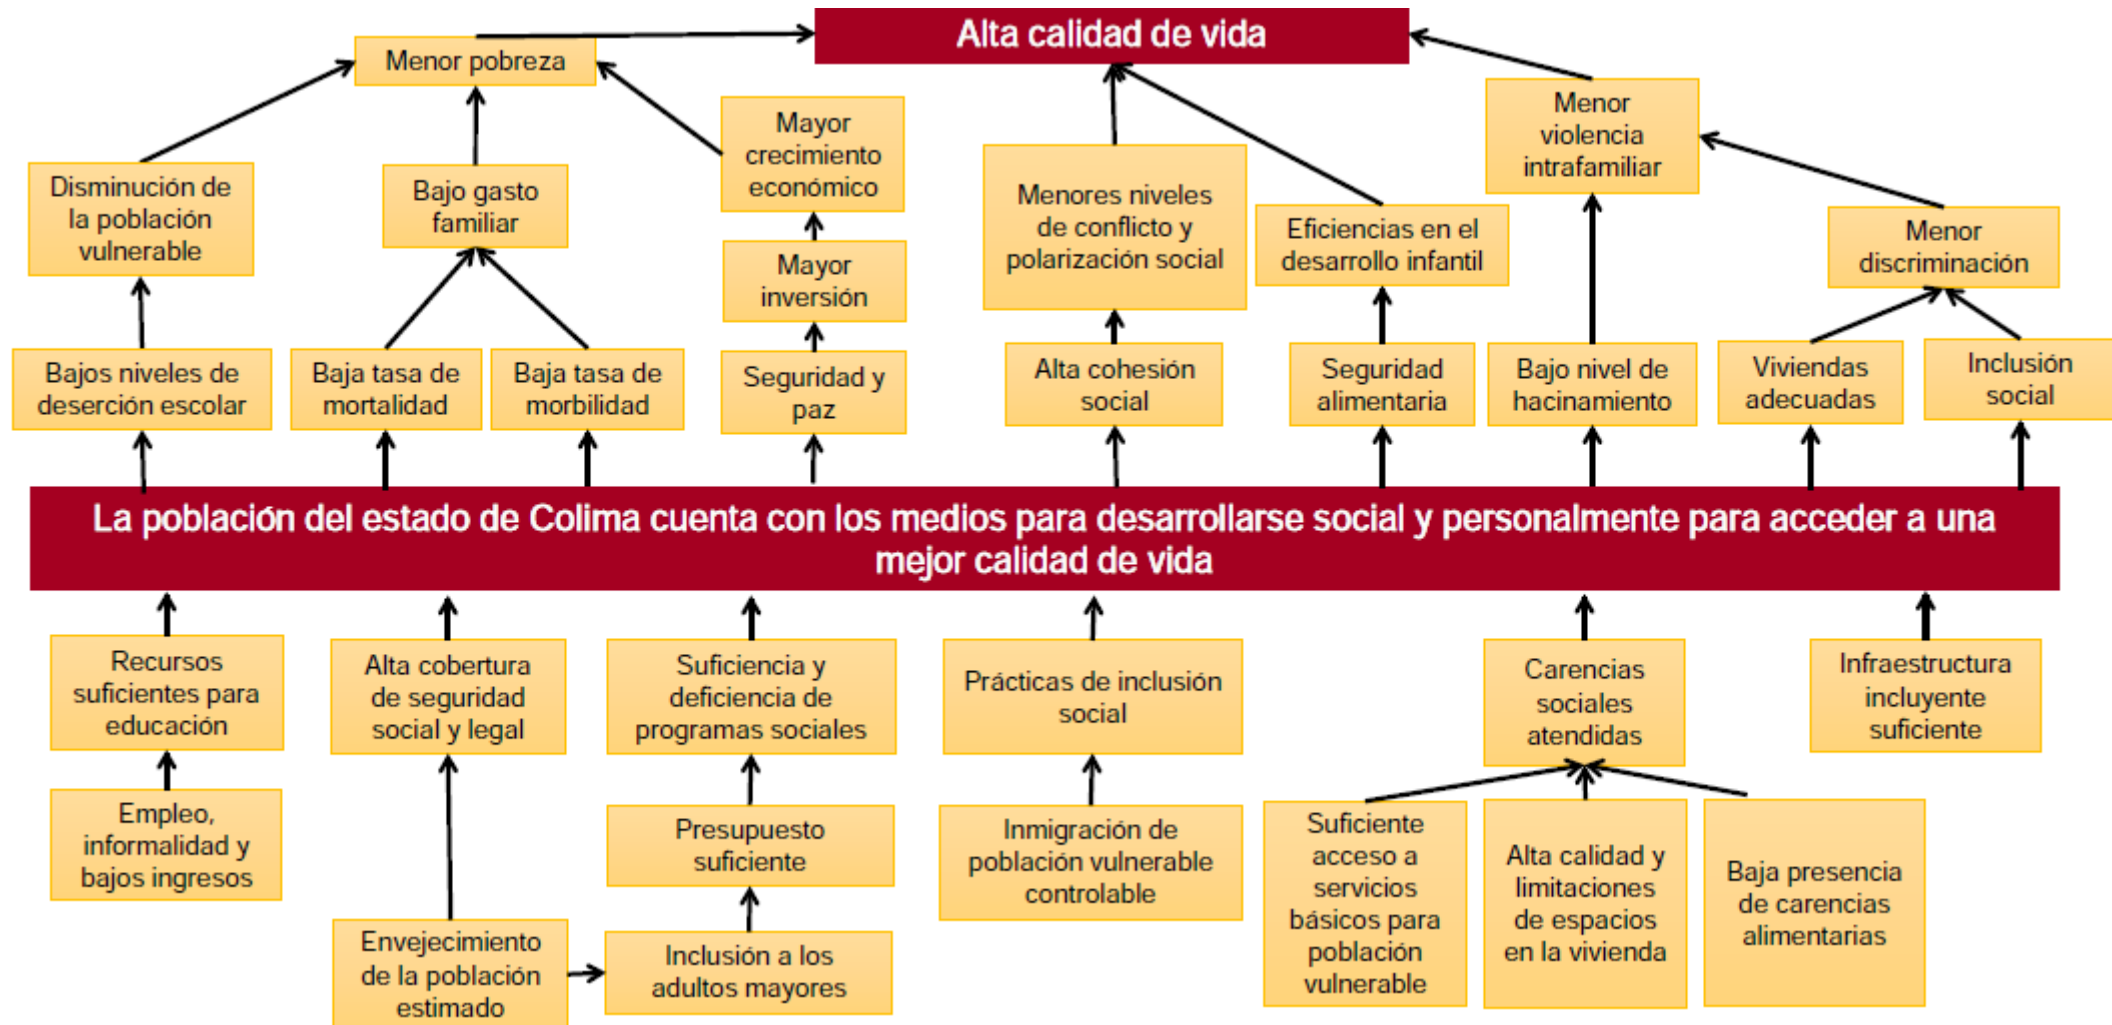 Alta calidad de vida
Menor pobreza
Menor
violencia
intrafamiliar
Mayor
crecimiento
económico
Disminución de
la población
vulnerable
Bajo gasto
familiar
Menores niveles
de conflicto y
polarización social
Eficiencias en el
desarrollo infantil
Menor
discriminación
Mayor
inversión
Bajos niveles de
deserción escolar
Baja tasa de
mortalidad
Baja tasa de
morbilidad
Seguridad y
paz
Alta cohesión
social
Seguridad
alimentaria
Bajo nivel de
hacinamiento
Viviendas
adecuadas
Inclusión
social
La población del estado de Colima cuenta con los medios para desarrollarse social y personalmente para acceder a una
mejor calidad de vida
Recursos
suficientes para
educación
Alta cobertura
de seguridad
social y legal
Suficiencia y
deficiencia de
programas sociales
Prácticas de inclusión
social
Carencias
sociales
atendidas
Infraestructura
incluyente
suficiente
Empleo,
informalidad y
bajos ingresos
Presupuesto
suficiente
Inmigración de
población vulnerable
controlable
Suficiente
acceso a
servicios
básicos para
población
vulnerable
Alta calidad y
limitaciones
de espacios
en la vivienda
Baja presencia
de carencias
alimentarias
Envejecimiento
de la población
estimado
Inclusión a los
adultos mayores